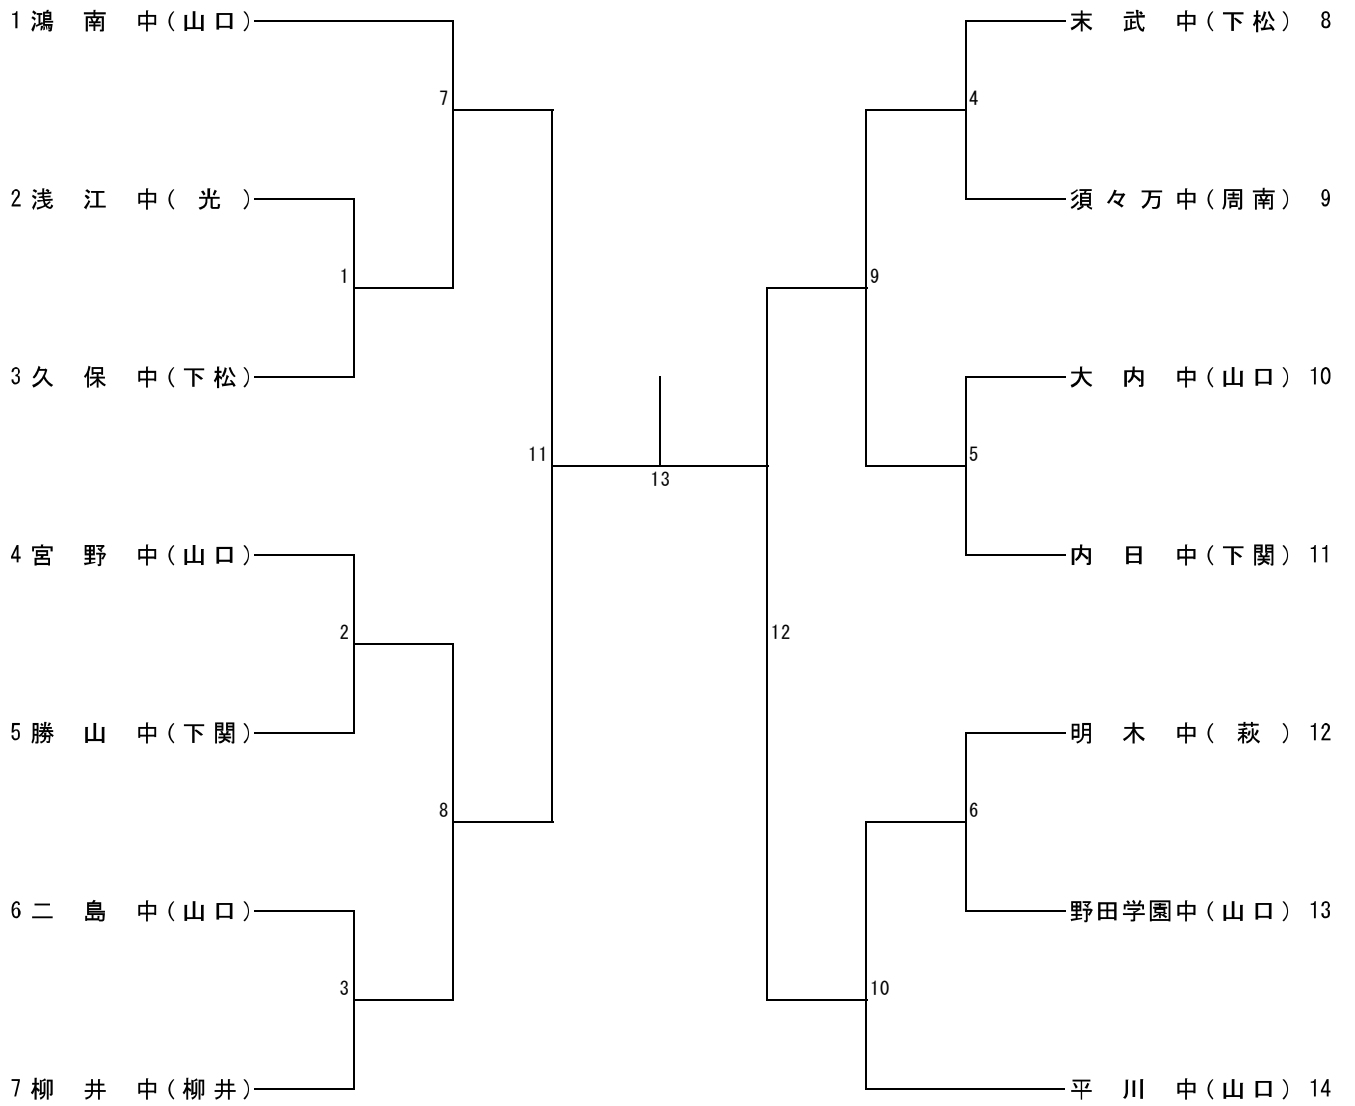 1 鴻南中(山口)
7
2 浅江中(光)
1
3 久保中(下松)
11
4 宮野中(山口)
2
5 勝山中(下関)
8
6 二島中(山口)
3
7 柳井中(柳井)
13
末武中(下松) 8
4
須々万中(周南) 9
9
大内中(山口) 10
5
内日中(下関) 11
12
明木中(萩) 12
6
野田学園中(山口) 13
10
平川中(山口) 14